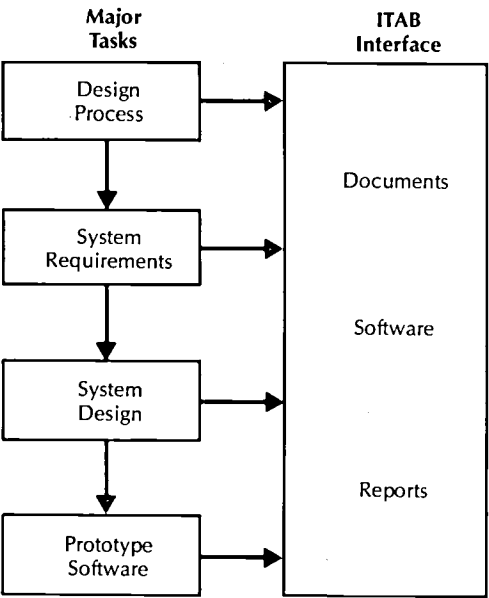 Major
Tasks
ITAB
Interface
Design
Process
Documents
System
Requirements
Software
System
Design
Reports
Prototype
Software